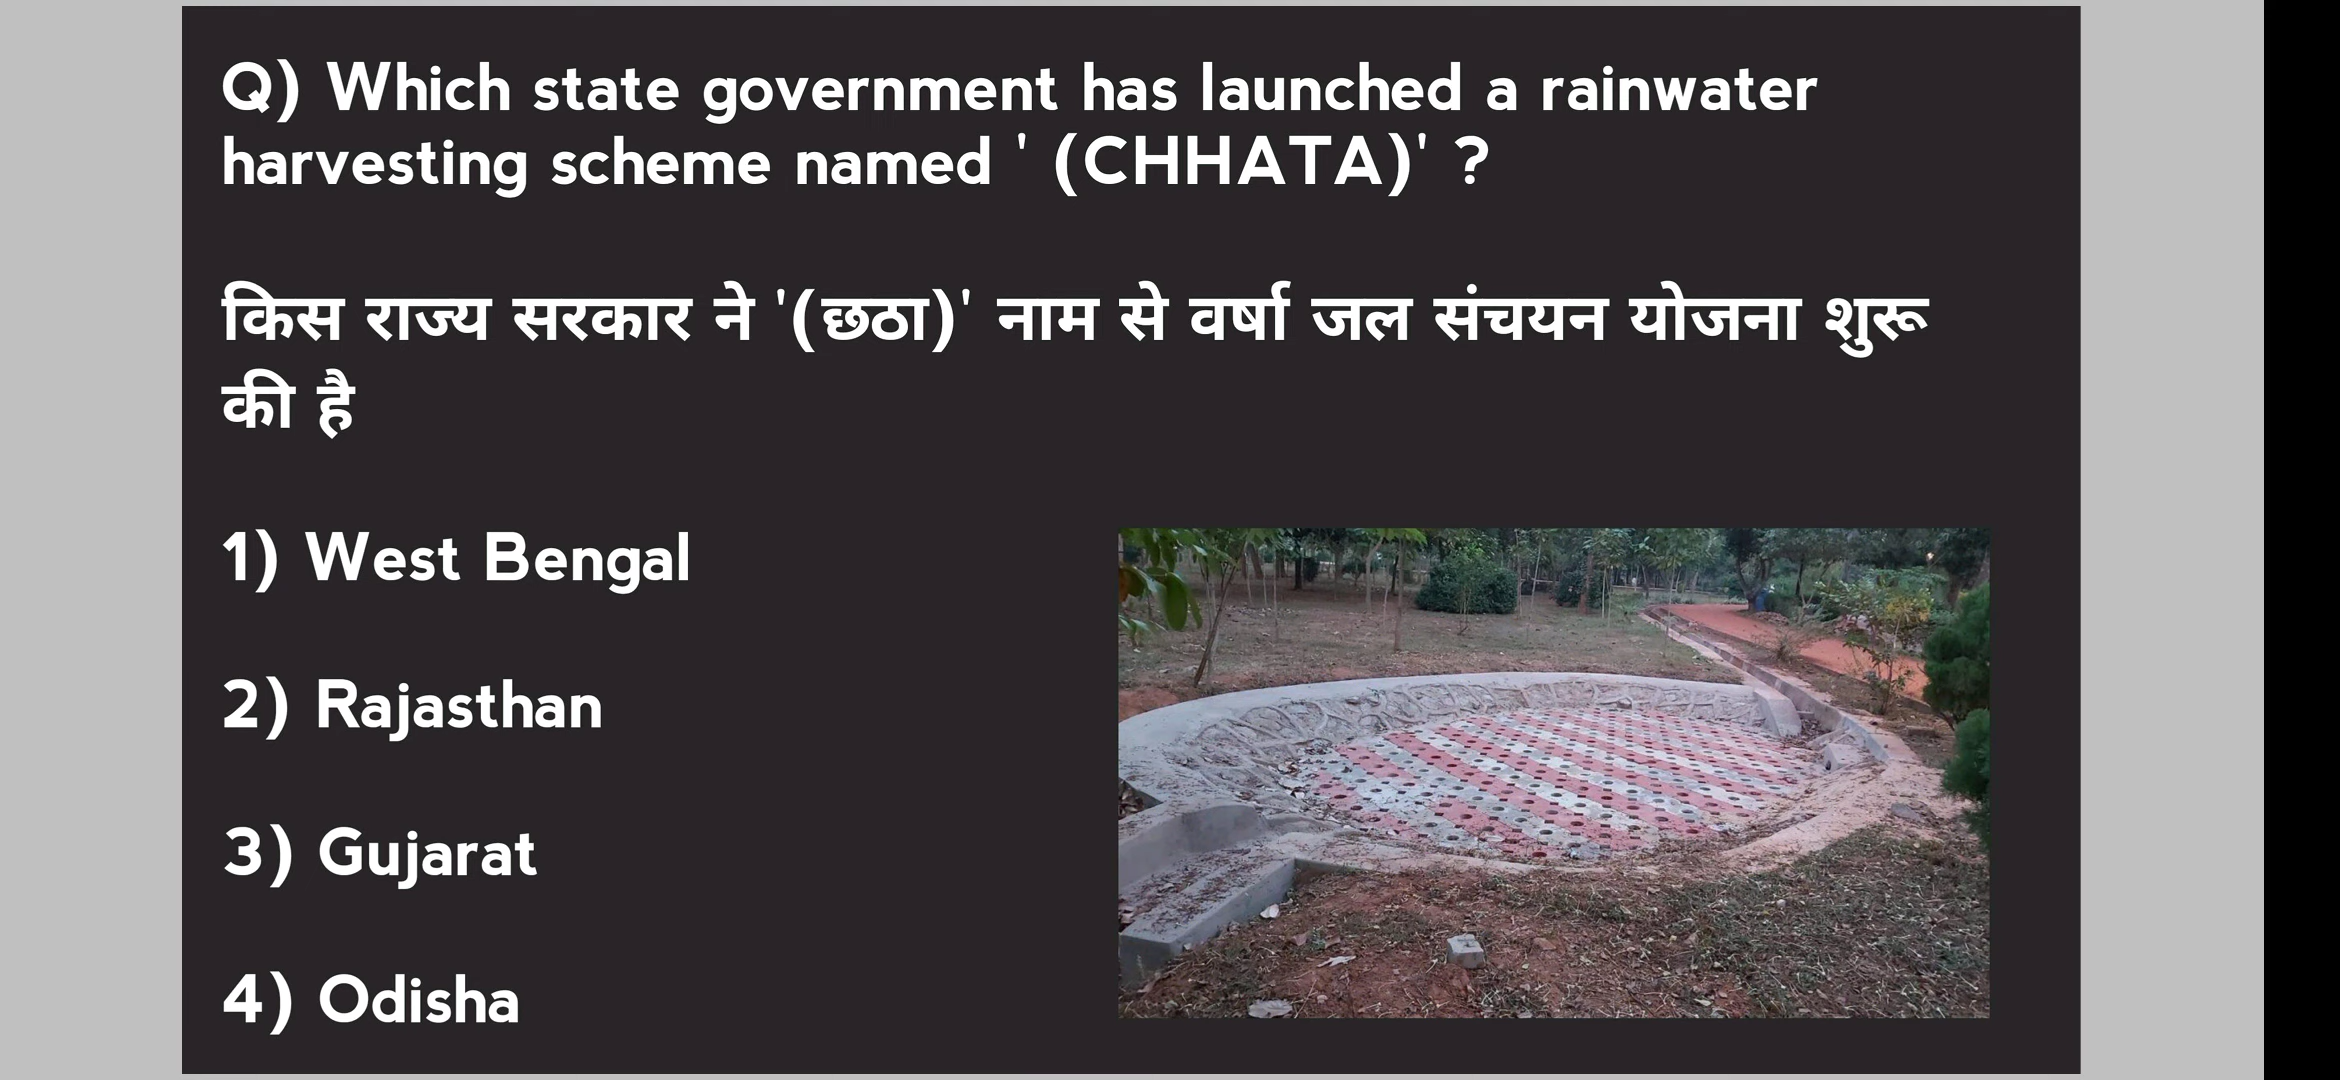 Q) Which state government has launched a rainwater
harvesting scheme named ' (CHHATA)' ?
किस राज्य सरकार ने '(छठा)' नाम से वर्षा जल संचयन योजना शुरू
की है
1) West Bengal
2) Rajasthan
3) Gujarat
4) Odisha